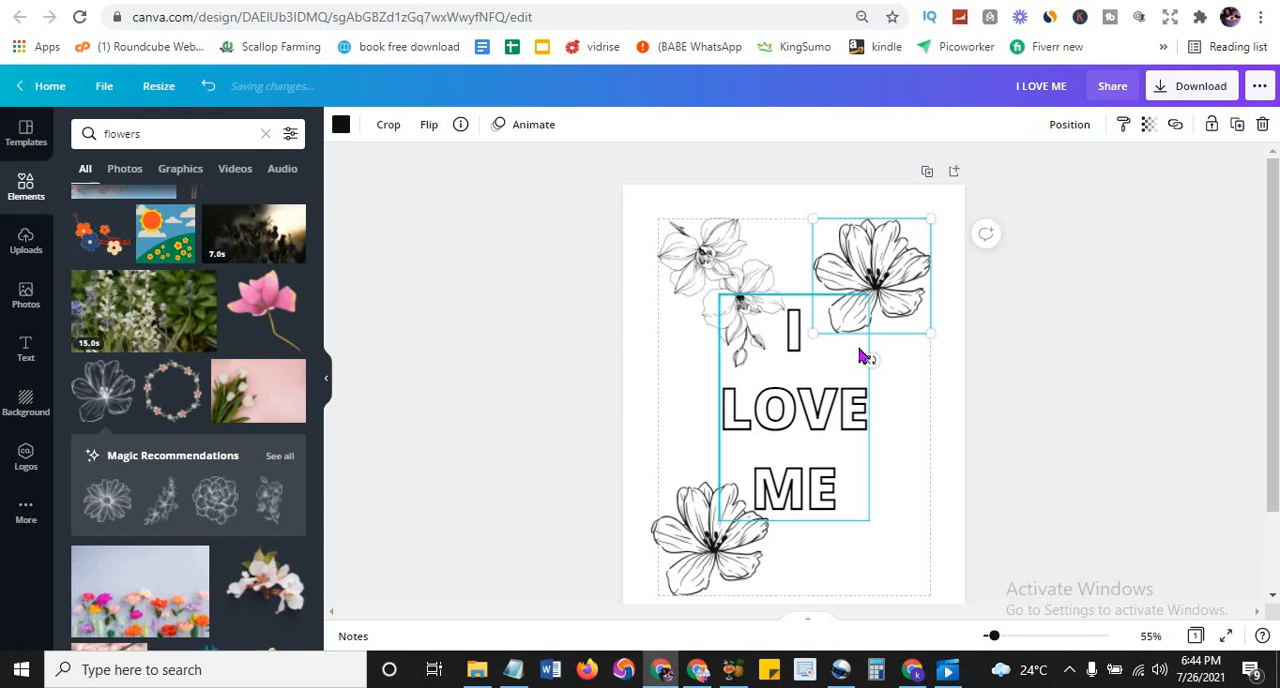 canva.com/design/DAElUb3IDMQ/sgAbGBZd1zGq7wxWwyfNFQ/edit
Apps
(1) Roundcube Web...
Scallop Farming
book free download
vidrise
(BABE WhatsApp
KingSumo
kindle
Picoworker
Fiverr new
»
Reading list
Home
File
Resize
Saving changes...
I LOVE ME
Share
Download
Templates
Elements
Uploads
Photos
Text
Background
CO.
Logos
More
flowers
All
Photos
Graphics
Videos
Audio
7.0s
15.0s
Magic Recommendations
See all
Crop
Flip
Animate
Position
I
LOVE
ME
Activate Windows
Go to Settings to activate Windows.
Notes
55%
1
Type here to search
24°C
6:44 PM
7/26/2021
9